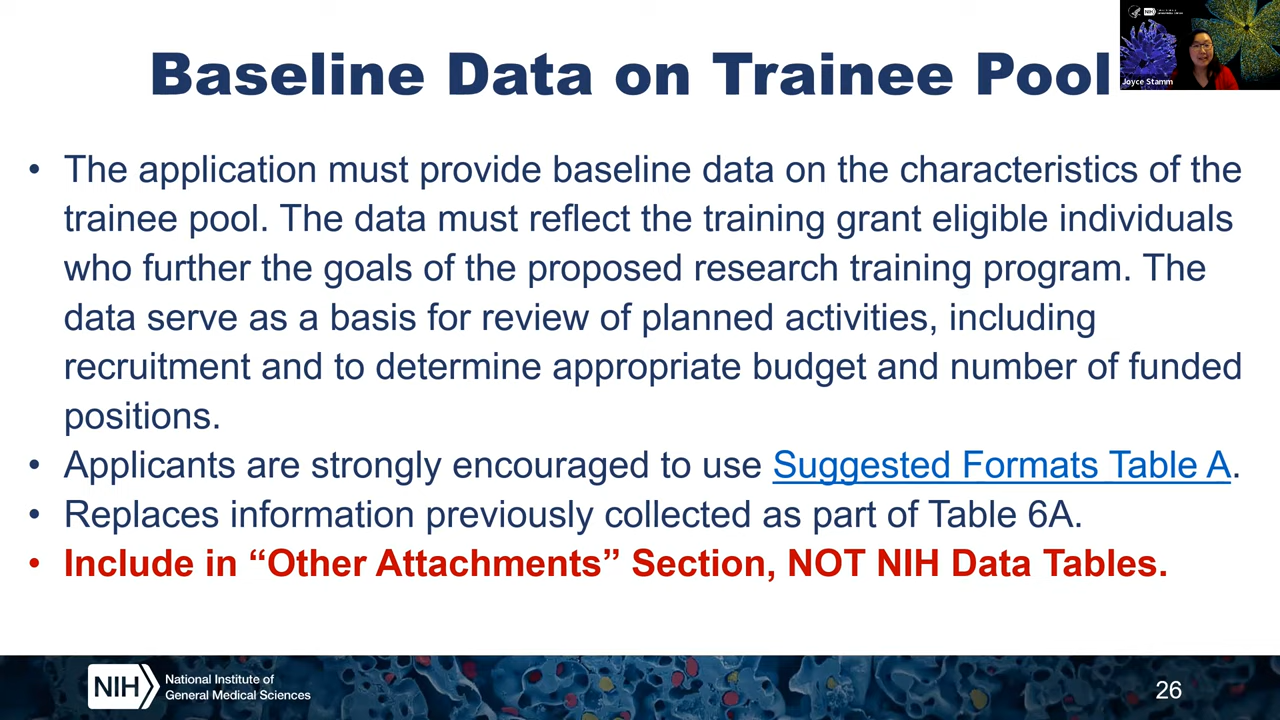 Baseline Data on Trainee Pool
NIH
Joyce Stamm
• The application must provide baseline data on the characteristics of the
trainee pool. The data must reflect the training grant eligible individuals
who further the goals of the proposed research training program. The
data serve as a basis for review of planned activities, including
recruitment and to determine appropriate budget and number of funded
positions.
• Applicants are strongly encouraged to use Suggested Formats Table A.
• Replaces information previously collected as part of Table 6A.
• Include in “Other Attachments” Section, NOT NIH Data Tables.
NIH
National Institute of
General Medical Sciences
26